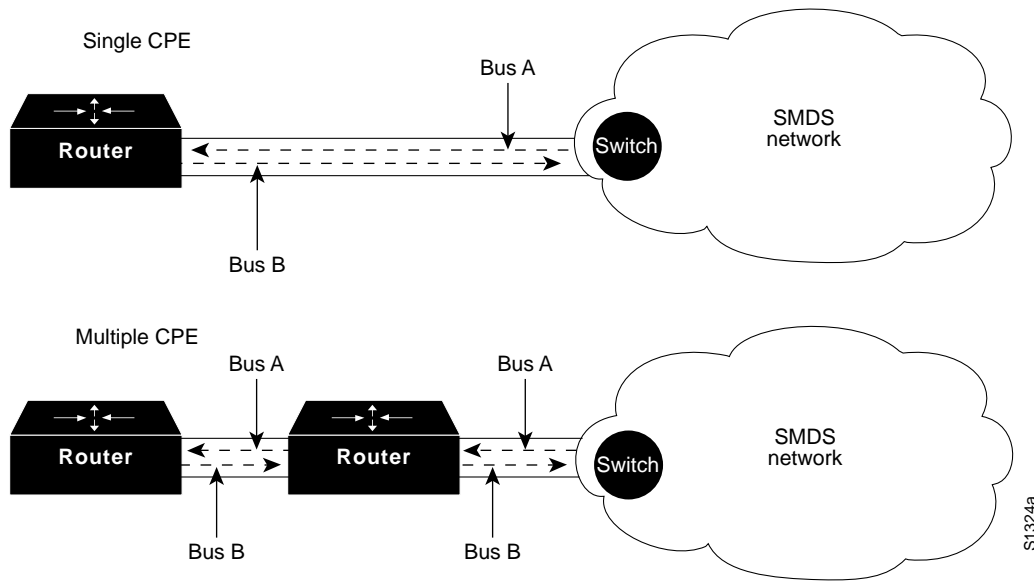 Single CPE
Bus A
Router
Switch
SMDS
network
Bus B
Multiple CPE
Bus A
Bus A
Router
Router
Switch
SMDS
network
Bus B
Bus B
S1324a